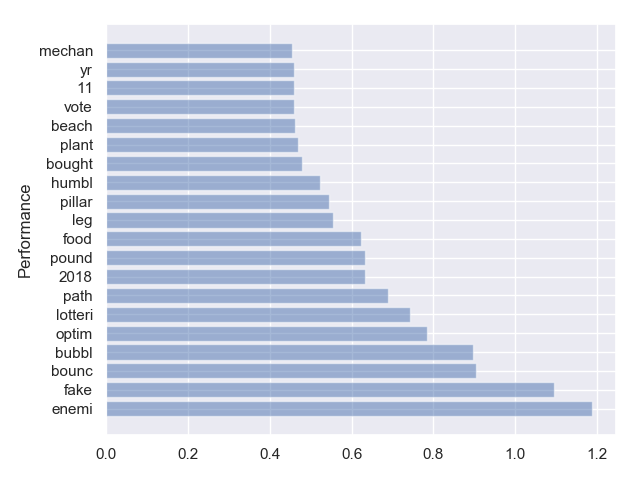 mechan
yr
11
vote
beach
plant
bought
humbl
pillar
leg
food
pound
2018
path
lotteri
optim
bubbl
bounc
fake
enemi
Performance
0.0 0.2 0.4 0.6 0.8 1.0 1.2